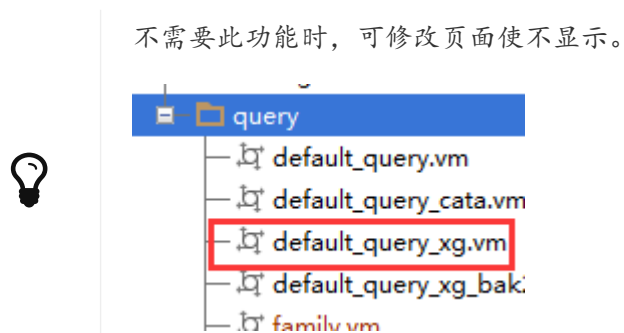 不需要此功能时，可修改页面使不显示。
query
default_query.vm
default_query_cata.vm
default_query_xg.vm
default_query_xg_bak2
family.vm